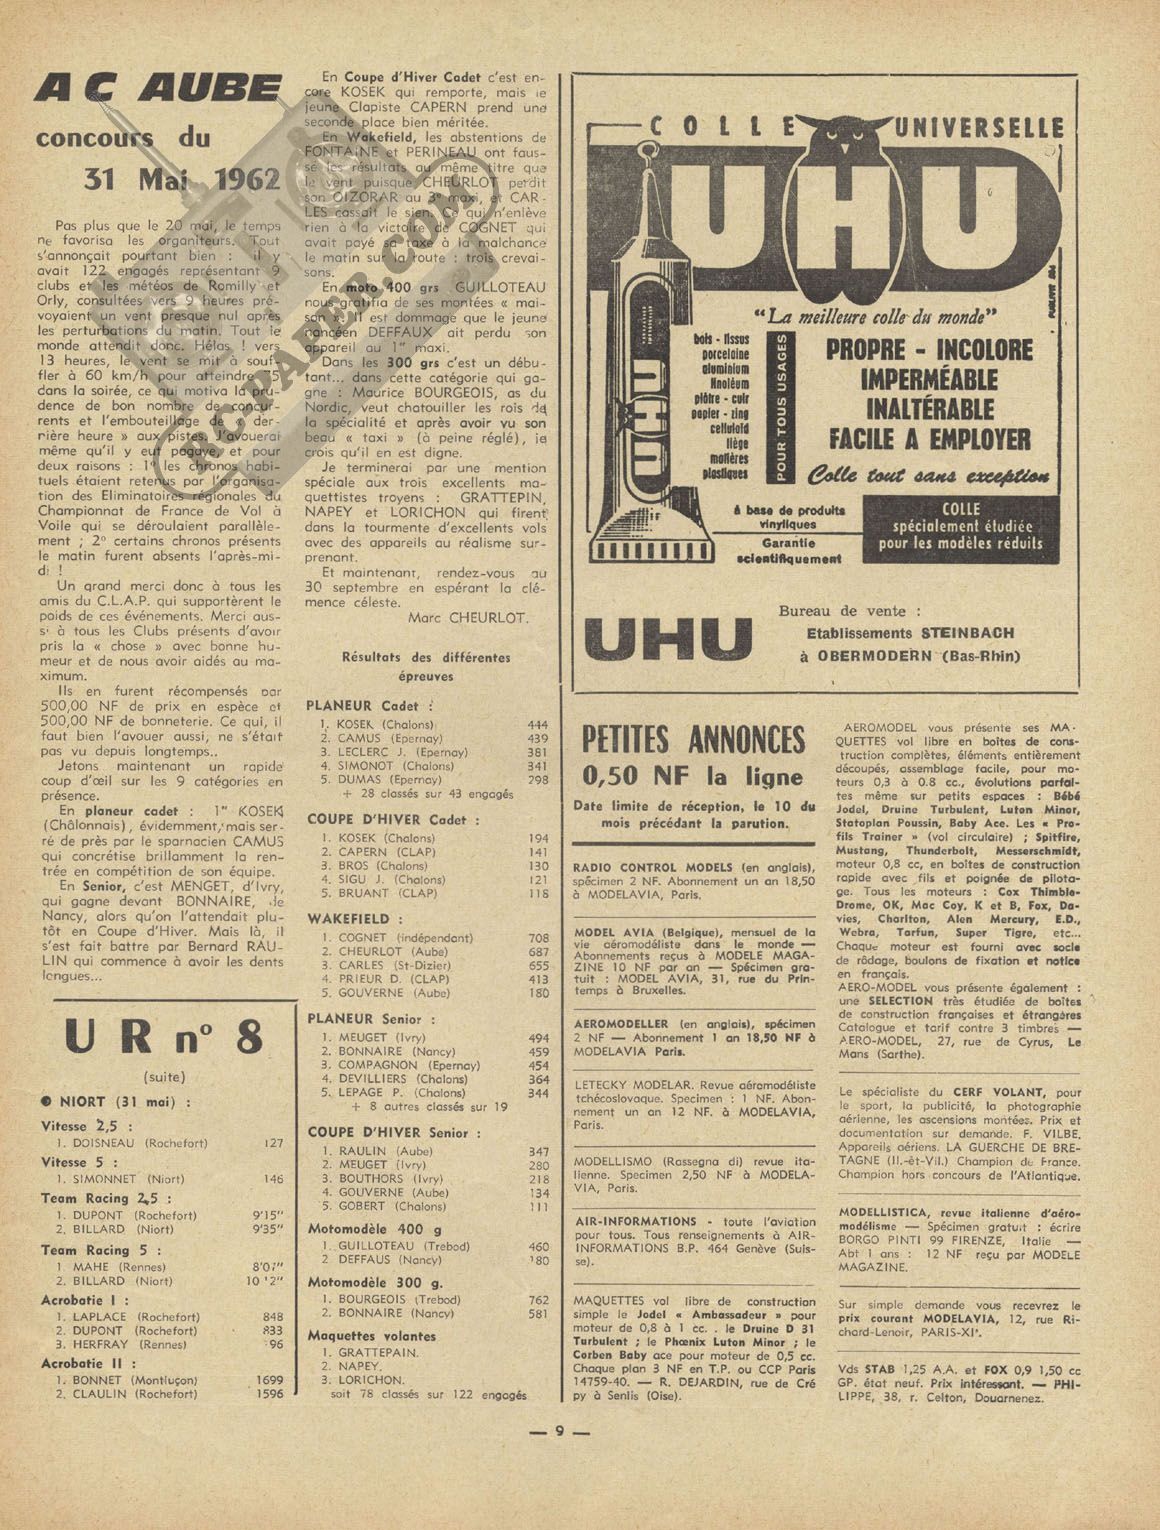 AC AUBE
concours du
31 Mai 1962
Pas plus que le 20 mai, le temps
ne favorisa les organiteurs. Tout
s'annonçait pourtant bien : il y
avait 122 engagés représentant 9
clubs et les météos de Romilly et
Orly, consultées vers 9 heures pré-
voyaient un vent presque nul après
les perturbations du matin. Tout le
monde attendit donc. Hélas ! vers
13 heures, le vent se mit à souf-
fler à 60 km/h pour atteindre 75
dans la soirée, ce qui motiva la pru-
dence de bon nombre de concur-
rents et l'embouteillage de « der-
nière heure » aux pistes. J'avouerai
même qu'il y eut pagaye, et pour
deux raisons : 1° les chronos habi-
tuels étaient retenus par l'organisa-
tion des Eliminatoires régionales du
Championnat de France de Vol à
Voile qui se déroulaient parallèle-
ment ; 2° certains chronos présents
le matin furent absents l'après-mi-
di !
Un grand merci donc à tous les
amis du C.L.A.P. qui supportèrent le
poids de ces événements. Merci aus-
si à tous les Clubs présents d'avoir
pris la « chose » avec bonne hu-
meur et de nous avoir aidés au ma-
ximum.
Ils en furent récompensés par
500,00 NF de prix en espèce et
500,00 NF de bonneterie. Ce qui, il
faut bien l'avouer aussi, ne s'était
pas vu depuis longtemps..
Jetons maintenant un rapide
coup d'œil sur les 9 catégories en
présence.
En planeur cadet : 1" KOSEK
(Châlonnais), évidemment, mais ser-
ré de près par le sparnacien CAMUS
qui concrétise brillamment la ren-
trée en compétition de son équipe.
En Senior, c'est MENGET, d'Ivry,
qui gagne devant BONNAIRE, de
Nancy, alors qu'on l'attendait plu-
tôt en Coupe d'Hiver. Mais là, il
s'est fait battre par Bernard RAU-
LIN qui commence à avoir les dents
longues...
UR n° 8
(suite)
● NIORT (31 mai) :
Vitesse 2,5 :
1. DOISNEAU (Rochefort) 127
Vitesse 5 :
1. SIMONNET (Niort) 146
Team Racing 2,5 :
1. DUPONT (Rochefort) 9'15"
2. BILLARD (Niort) 9'35"
Team Racing 5 :
1 MAHE (Rennes) 8'07"
2. BILLARD (Niort) 10 '2"
Acrobatie I :
1. LAPLACE (Rochefort) 848
2. DUPONT (Rochefort) 833
3. HERFRAY (Rennes) 96
Acrobatie II :
1. BONNET (Montluçon) 1699
2. CLAULIN (Rochefort) 1596
En Coupe d'Hiver Cadet c'est en-
core KOSEK qui remporte, mais le
jeune Clapiste CAPERN prend une
seconde place bien méritée.
En Wakefield, les abstentions de
FONTAINE et PERINEAU ont faus-
sé les résultats au même titre que
le vent puisque CHEURLOT perdit
son OIZORAR au 3" maxi, et CAR-
LES cassait le sien. Ce qui n'enlève
rien à la victoire de COGNET qui
avait payé sa taxe à la malchance
le matin sur la route : trois crevai-
sons.
En moto 400 grs GUILLOTEAU
nous gratifia de ses montées « mai-
son ». Il est dommage que le jeune
nancéen DEFFAUX ait perdu son
appareil au 1" maxi.
Dans les 300 grs c'est un débu-
tant... dans cette catégorie qui ga-
gne : Maurice BOURGEOIS, as du
Nordic, veut chatouiller les rois de
la spécialité et après avoir vu son
beau « taxi » (à peine réglé), je
crois qu'il en est digne.
Je terminerai par une mention
spéciale aux trois excellents ma-
quettistes troyens : GRATTEPIN,
NAPEY et LORICHON qui firent
dans la tourmente d'excellents vols
avec des appareils au réalisme sur-
prenant.
Et maintenant, rendez-vous au
30 septembre en espérant la clé-
mence céleste.
Marc CHEURLOT.
Résultats des différentes
épreuves
PLANEUR Cadet :
1. KOSEK (Chalons) 444
2. CAMUS (Epernay) 439
3. LECLERC J. (Epernay) 381
4. SIMONOT (Chalons) 341
5. DUMAS (Epernay) 298
+ 28 classés sur 43 engagés
COUPE D'HIVER Cadet :
1. KOSEK (Chalons) 194
2. CAPERN (CLAP) 141
3. BROS (Chalons) 130
4. SIGU J. (Chalons) 121
5. BRUANT (CLAP) 118
WAKEFIELD :
1. COGNET (indépendant) 708
2. CHEURLOT (Aube) 687
3. CARLES (St-Dizier) 655
4. PRIEUR D. (CLAP) 413
5. GOUVERNE (Aube) 180
PLANEUR Senior :
1. MEUGET (Ivry) 494
2. BONNAIRE (Nancy) 459
3. COMPAGNON (Epernay) 454
4. DEVILLIERS (Chalons) 364
5. LEPAGE P. (Chalons) 344
+ 8 autres classés sur 19
COUPE D'HIVER Senior :
1. RAULIN (Aube) 347
2. MEUGET (Ivry) 280
3. BOUTHORS (Ivry) 218
4. GOUVERNE (Aube) 134
5. GOBERT (Chalons) 111
Motomodèle 400 g
1. GUILLOTEAU (Trebod) 460
2 DEFFAUS (Nancy) 180
Motomodèle 300 g.
1. BOURGEOIS (Trebod) 762
2. BONNAIRE (Nancy) 581
Maquettes volantes
1. GRATTEPAIN.
2. NAPEY.
3. LORICHON.
soit 78 classés sur 122 engagés
COLLE UNIVERSELLE
UHU
PUBLIVIT
"La meilleure colle du monde"
bois - tissus
porcelaine
aluminium
linoléum
plâtre - cuir
papier - zing
celluloïd
liège
matières
plastiques
POUR TOUS USAGES
PROPRE - INCOLORE
IMPERMÉABLE
INALTÉRABLE
FACILE A EMPLOYER
Colle tout sans exception
UHU
à base de produits
vinyliques
Garantie
scientifiquement
COLLE
spécialement étudiée
pour les modèles réduits
UHU
Bureau de vente :
Etablissements STEINBACH
à OBERMODERN (Bas-Rhin)
PETITES ANNONCES
0,50 NF la ligne
Date limite de réception, le 10 du
mois précédant la parution.
RADIO CONTROL MODELS (en anglais),
spécimen 2 NF. Abonnement un an 18,50
à MODELAVIA, Paris.
MODEL AVIA (Belgique), mensuel de la
vie aéromodéliste dans le monde —
Abonnements reçus à MODELE MAGA-
ZINE 10 NF par an — Spécimen gra-
tuit : MODEL AVIA, 31, rue du Prin-
temps à Bruxelles.
AEROMODELLER (en anglais), spécimen
2 NF — Abonnement 1 an 18,50 NF à
MODELAVIA Paris.
LETECKY MODELAR. Revue aéromodéliste
tchécoslovaque. Specimen : 1 NF. Abon-
nement un an 12 NF. à MODELAVIA,
Paris.
MODELLISMO (Rassegna di) revue ita-
lienne. Specimen 2,50 NF à MODELA-
VIA, Paris.
AIR-INFORMATIONS - toute l'aviation
pour tous. Tous renseignements à AIR-
INFORMATIONS B.P. 464 Genève (Suis-
se).
MAQUETTES vol libre de construction
simple le Jodel « Ambassadeur » pour
moteur de 0,8 à 1 cc. . le Druine D 31
Turbulent ; le Phœnix Luton Minor ; le
Corben Baby ace pour moteur de 0,5 cc.
Chaque plan 3 NF en T.P. ou CCP Paris
14759-40. — R. DEJARDIN, rue de Cré
py à Senlis (Oise).
AEROMODEL vous présente ses MA-
QUETTES vol libre en boîtes de cons-
truction complètes, éléments entièrement
découpés, assemblage facile, pour mo-
teurs 0,3 à 0.8 cc., évolutions parfai-
tes même sur petits espaces : Bébé
Jodel, Druine Turbulent, Luton Minor,
Statoplan Poussin, Baby Ace. Les « Pro-
fils Trainer » (vol circulaire) ; Spitfire,
Mustang, Thunderbolt, Messerschmidt,
moteur 0,8 cc, en boîtes de construction
rapide avec fils et poignée de pilota-
ge. Tous les moteurs : Cox Thimble-
Drome, OK, Mac Coy, K et B, Fox, Da-
vies, Charlton, Alen Mercury, E.D.,
Webra, Tarfun, Super Tigre, etc...
Chaque moteur est fourni avec socle
de rôdage, boulons de fixation et notice
en français.
AERO-MODEL vous présente également :
une SELECTION très étudiée de boîtes
de construction françaises et étrangères
Catalogue et tarif contre 3 timbres —
AERO-MODEL, 27, rue de Cyrus, Le
Mans (Sarthe).
Le spécialiste du CERF VOLANT, pour
le sport, la publicité, la photographie
aérienne, les ascensions montées. Prix et
documentation sur demande. F. VILBE,
Appareils aériens. LA GUERCHE DE BRE-
TAGNE (Il.-êt-Vil.) Champion de France.
Champion hors concours de l'Atlantique.
MODELLISTICA, revue italienne d'aéro-
modélisme — Spécimen gratuit : écrire
BORGO PINTI 99 FIRENZE, Italie —
Abt 1 ans : 12 NF reçu par MODELE
MAGAZINE.
Sur simple demande vous recevrez le
prix courant MODELAVIA, 12, rue Ri-
chard-Lenoir, PARIS-XI'.
Vds STAB 1,25 A.A. et FOX 0,9 1,50 cc
GP. état neuf. Prix intéressant. — PHI-
LIPPE, 38, r. Celton, Douarnenez.
— 9 —
RC-PAPER.COM